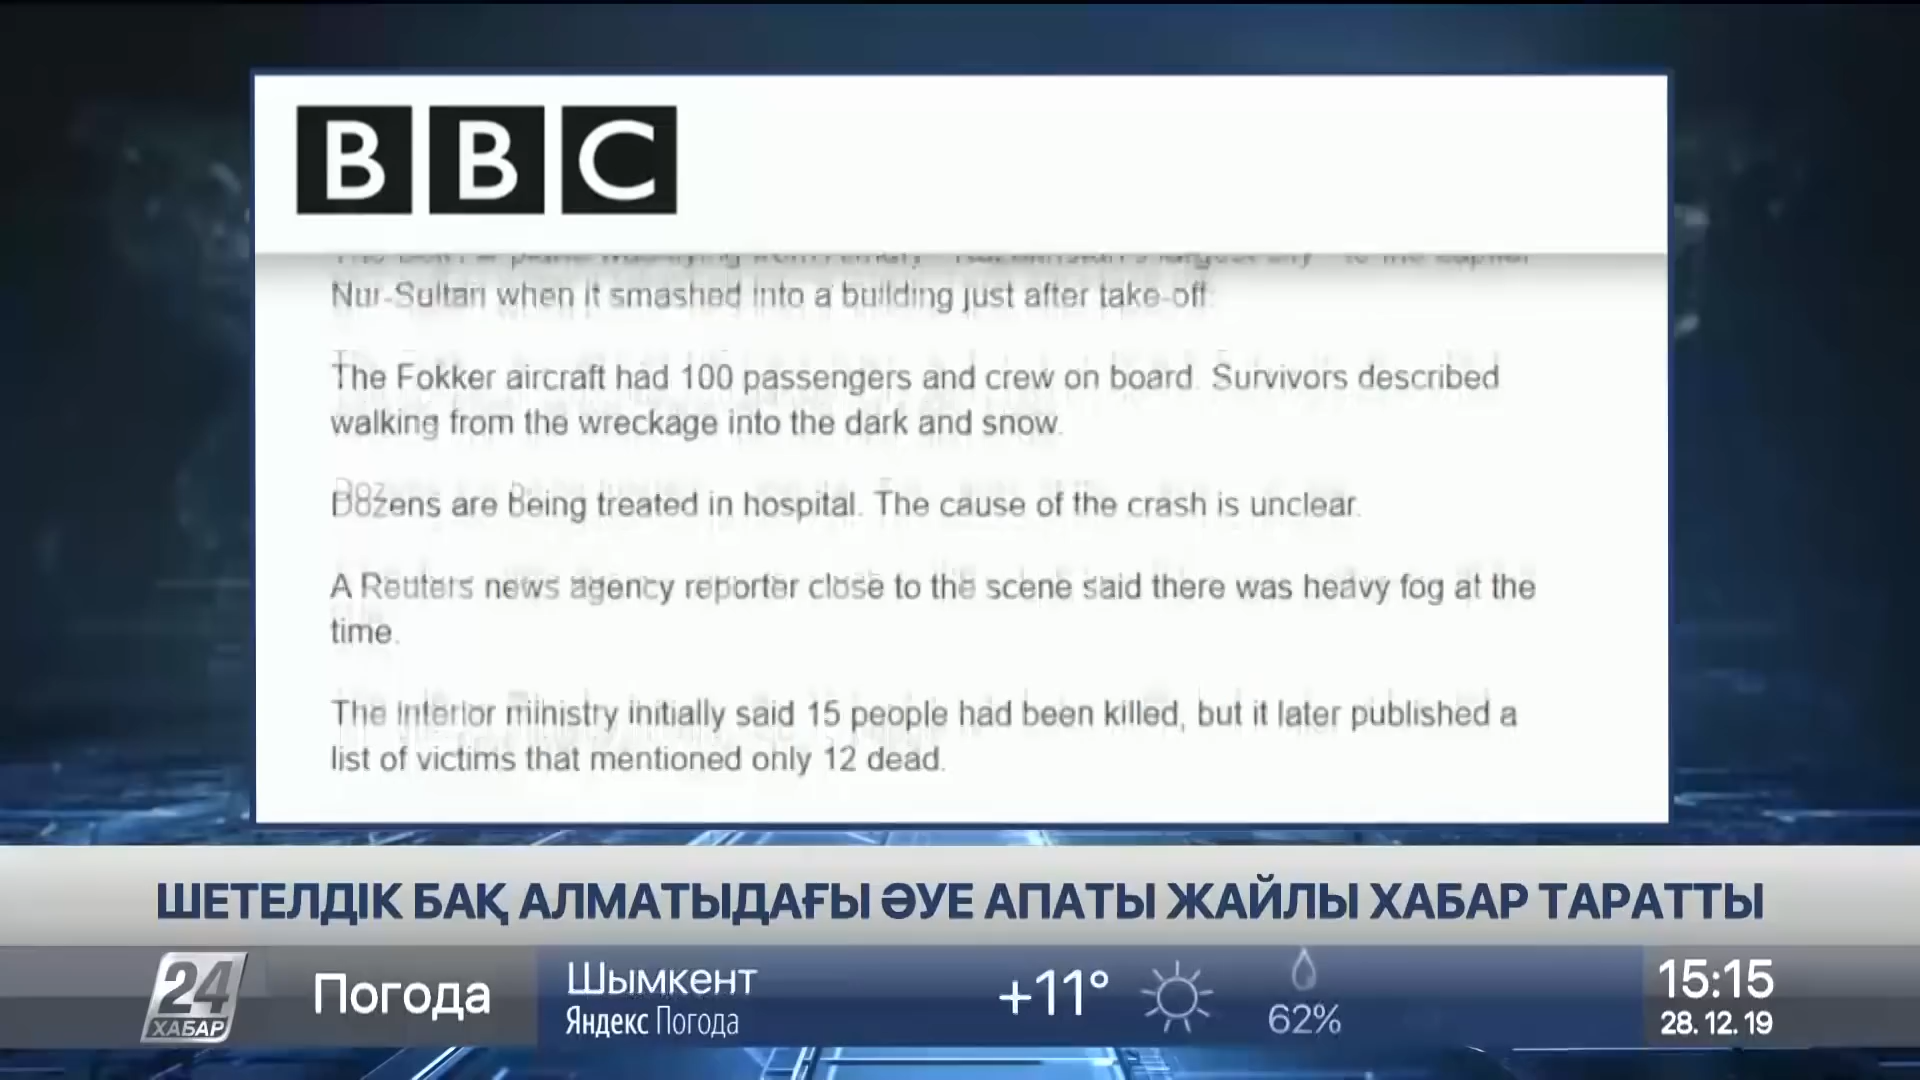 BBC
Nur-Sultan when it smashed into a building just after take-off.
The Fokker aircraft had 100 passengers and crew on board. Survivors described
walking from the wreckage into the dark and snow.
Dozens are being treated in hospital. The cause of the crash is unclear.
A Reuters news agency reporter close to the scene said there was heavy fog at the
time.
The interior ministry initially said 15 people had been killed, but it later published a
list of victims that mentioned only 12 dead.
ШЕТЕЛДІК БАҚ АЛМАТЫДАҒЫ ӘУЕ АПАТЫ ЖАЙЛЫ ХАБАР ТАРАТТЫ
24
ХАБАР
Погода
Шымкент
Яндекс Погода
+11°
62%
15:15
28.12.19